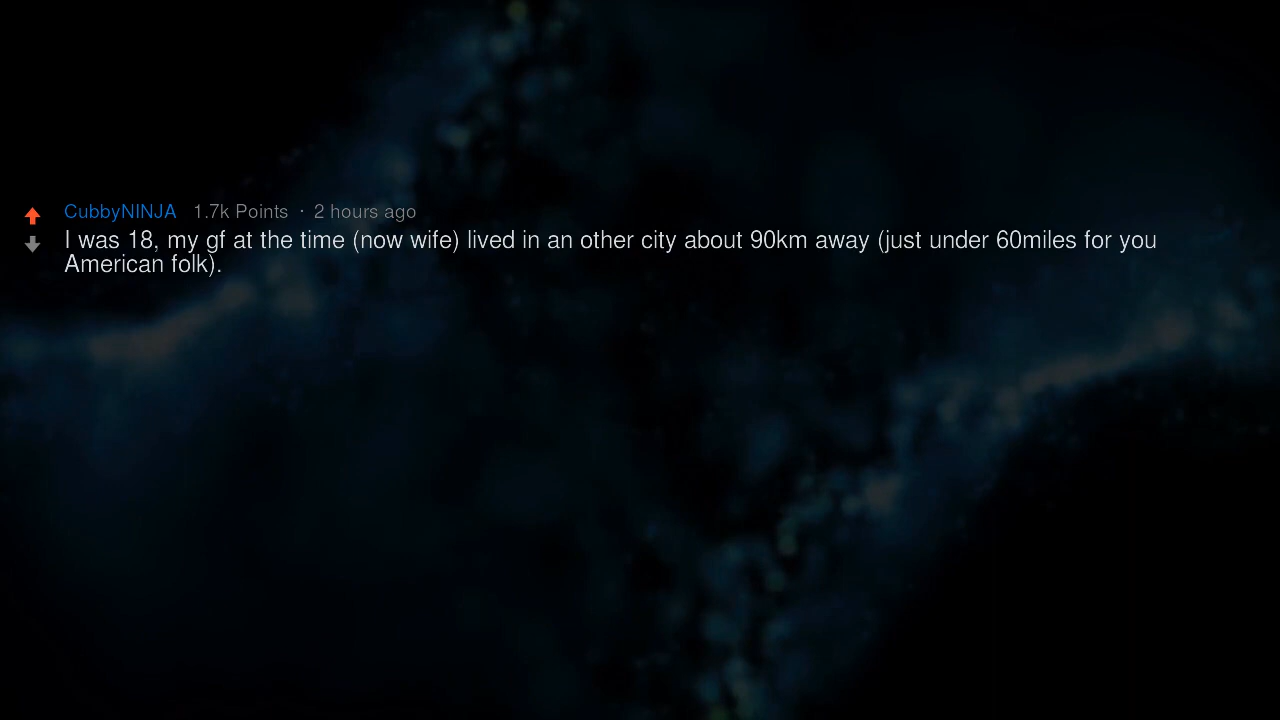 CubbyNINJA 1.7k Points · 2 hours ago
I was 18, my gf at the time (now wife) lived in an other city about 90km away (just under 60miles for you
American folk).